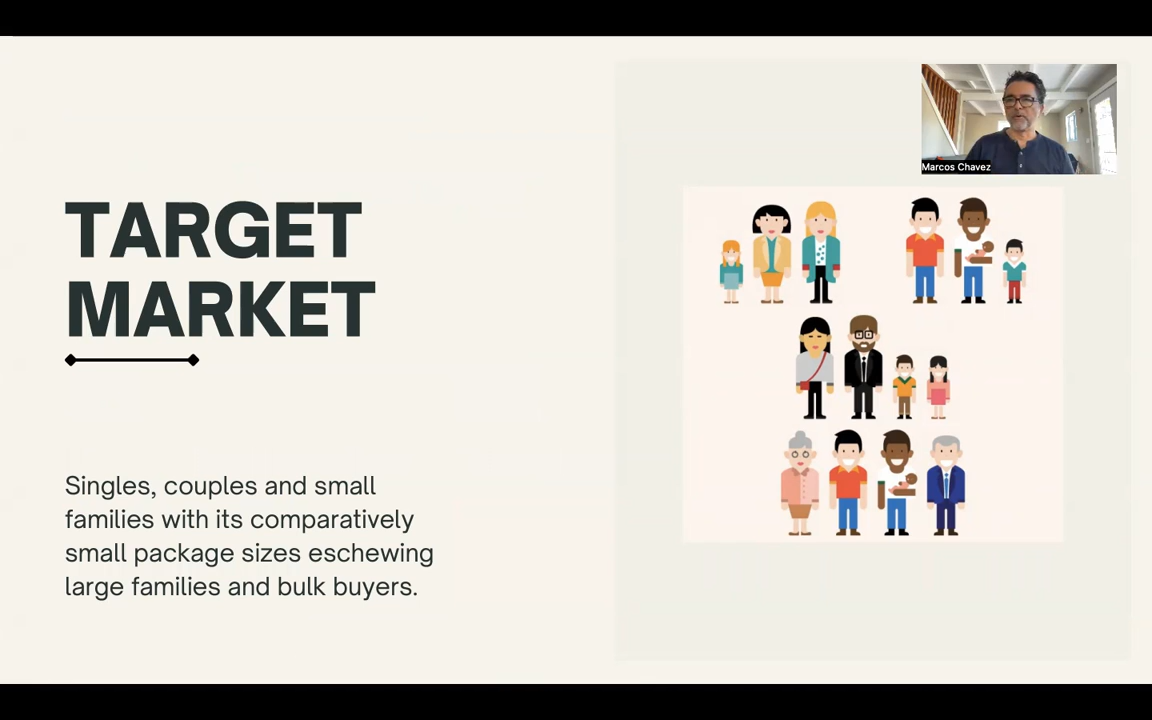 Marcos Chavez
TARGET
MARKET
Singles, couples and small
families with its comparatively
small package sizes eschewing
large families and bulk buyers.